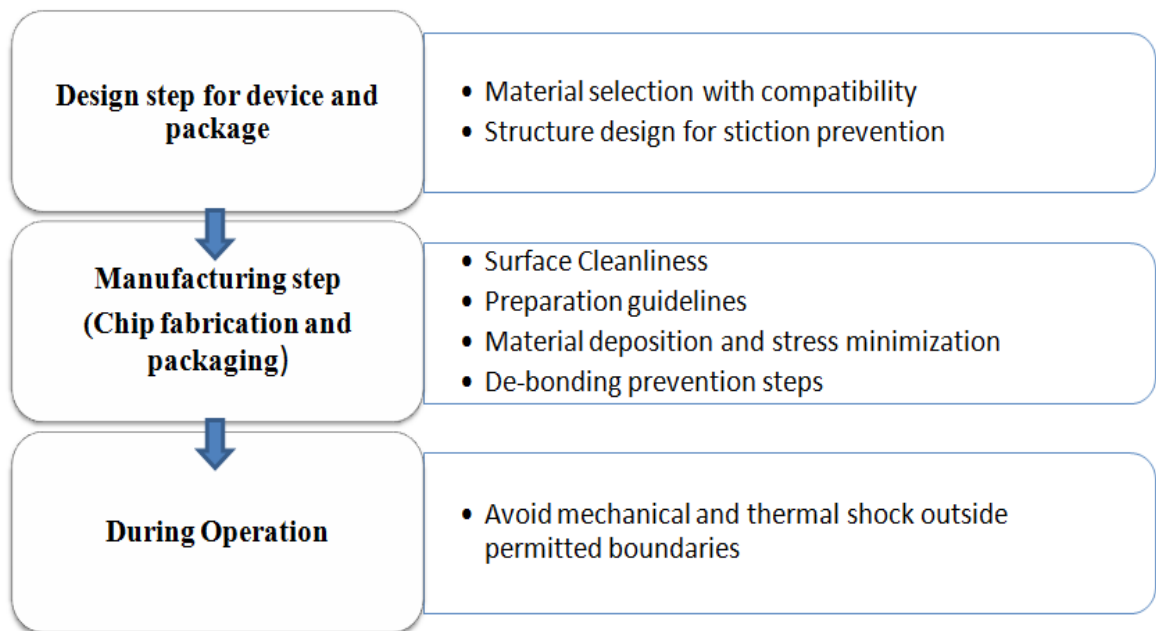 Design step for device and
package
• Material selection with compatibility
• Structure design for stiction prevention
Manufacturing step
(Chip fabrication and
packaging)
• Surface Cleanliness
• Preparation guidelines
• Material deposition and stress minimization
• De-bonding prevention steps
During Operation
• Avoid mechanical and thermal shock outside
permitted boundaries